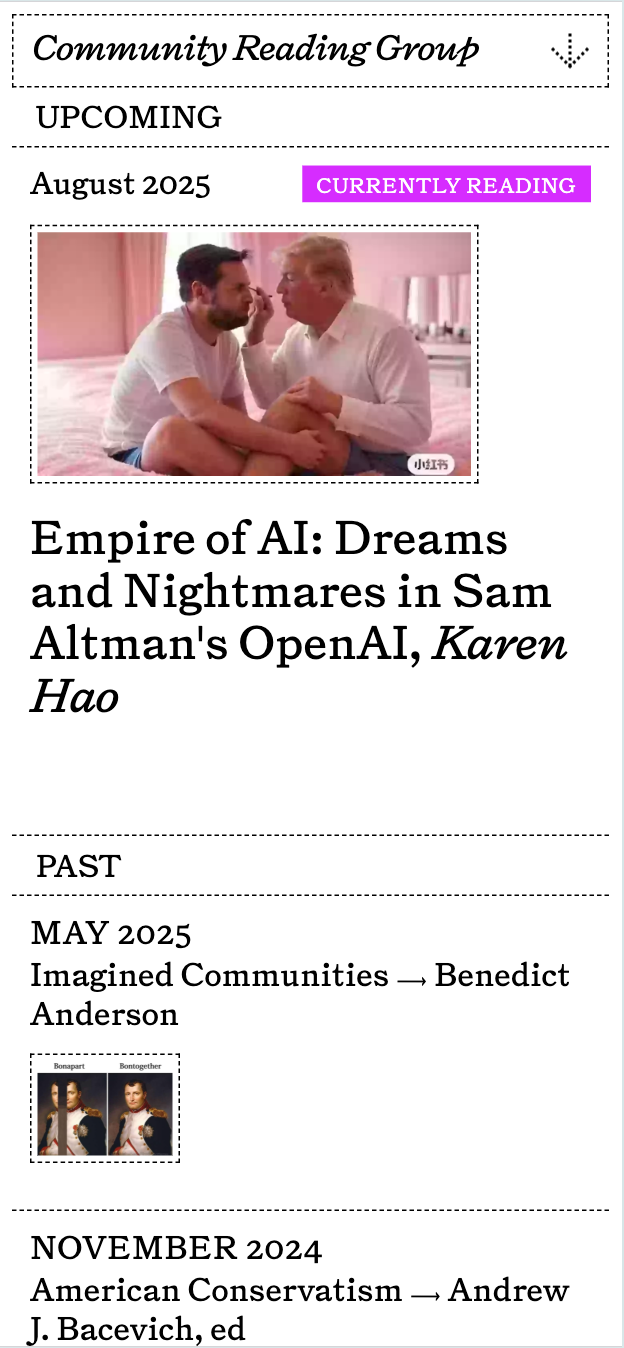 Community Reading Group
UPCOMING
August 2025
CURRENTLY READING
小红书
Empire of AI: Dreams
and Nightmares in Sam
Altman's OpenAI, Karen
Hao
PAST
MAY 2025
Imagined Communities → Benedict
Anderson
Bonapart
Bontogether
NOVEMBER 2024
American Conservatism → Andrew
J. Bacevich, ed